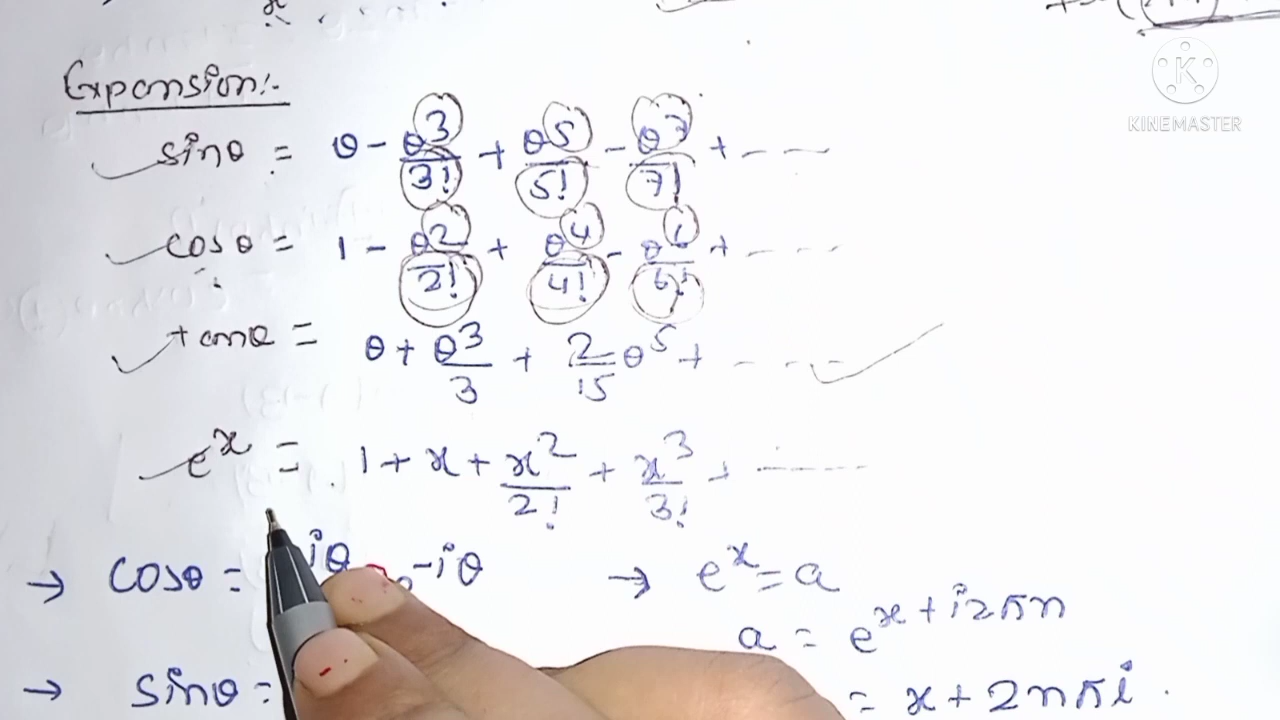 KINEMASTER
Expansion:-
sinθ = θ - θ³/3! + θ⁵/5! - θ⁷/7! + - - -
cosθ = 1 - θ²/2! + θ⁴/4! - θ⁶/6! + - - -
tanθ = θ + θ³/3 + 2/15 θ⁵ + - - - -
eˣ = 1 + x + x²/2! + x³/3! + ------
→ cosθ = iθ -iθ → eˣ = a
a = e^(x + i2πn)
→ sinθ = = x + 2nπi .